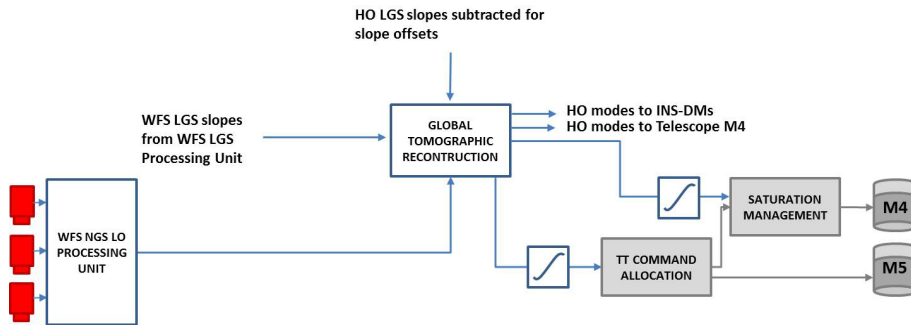 HO LGS slopes subtracted for
slope offsets
WFS LGS slopes
from WFS LGS
Processing Unit
GLOBAL
TOMOGRAPHIC
RECONTRUCTION
HO modes to INS-DMs
HO modes to Telescope M4
SATURATION
MANAGEMENT
M4
WFS NGS LO
PROCESSING
UNIT
TT COMMAND
ALLOCATION
M5